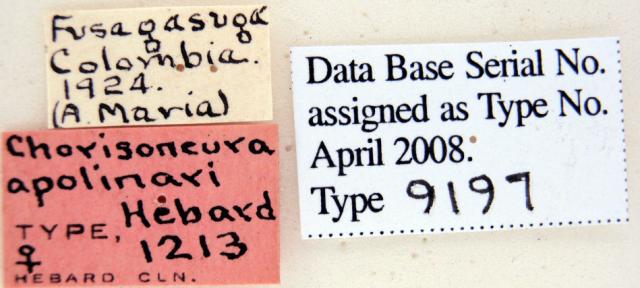 Fusagasugá
Colombia.
1924.
(A. Maria)
Chorisoneura
apolinari
Hebard
TYPE, 1213
♀
HEBARD CLN.
Data Base Serial No.
assigned as Type No.
April 2008.
Type 9197